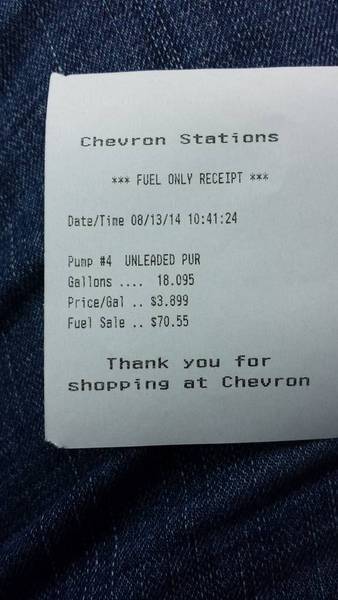 Chevron Stations
*** FUEL ONLY RECEIPT ***
Date/Time 08/13/14 10:41:24
Pump #4 UNLEADED PUR
Gallons .... 18.095
Price/Gal .. $3.899
Fuel Sale .. $70.55
Thank you for
shopping at Chevron